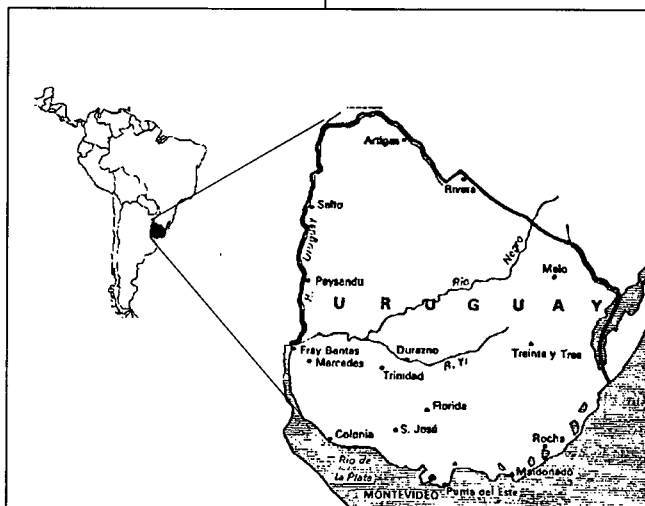 Artigas
Rivera
Salto
R. Uruguay
Negro
Rio
Melo
Paysandu
URUGUAY
Fray Bentos
Mercedes
Durazno
R. Yi
Treinta y Tres
Trinidad
Florida
S. José
Colonia
Rocha
Rio de
la Plata
Maldonado
MONTEVIDEO
Punta del Este